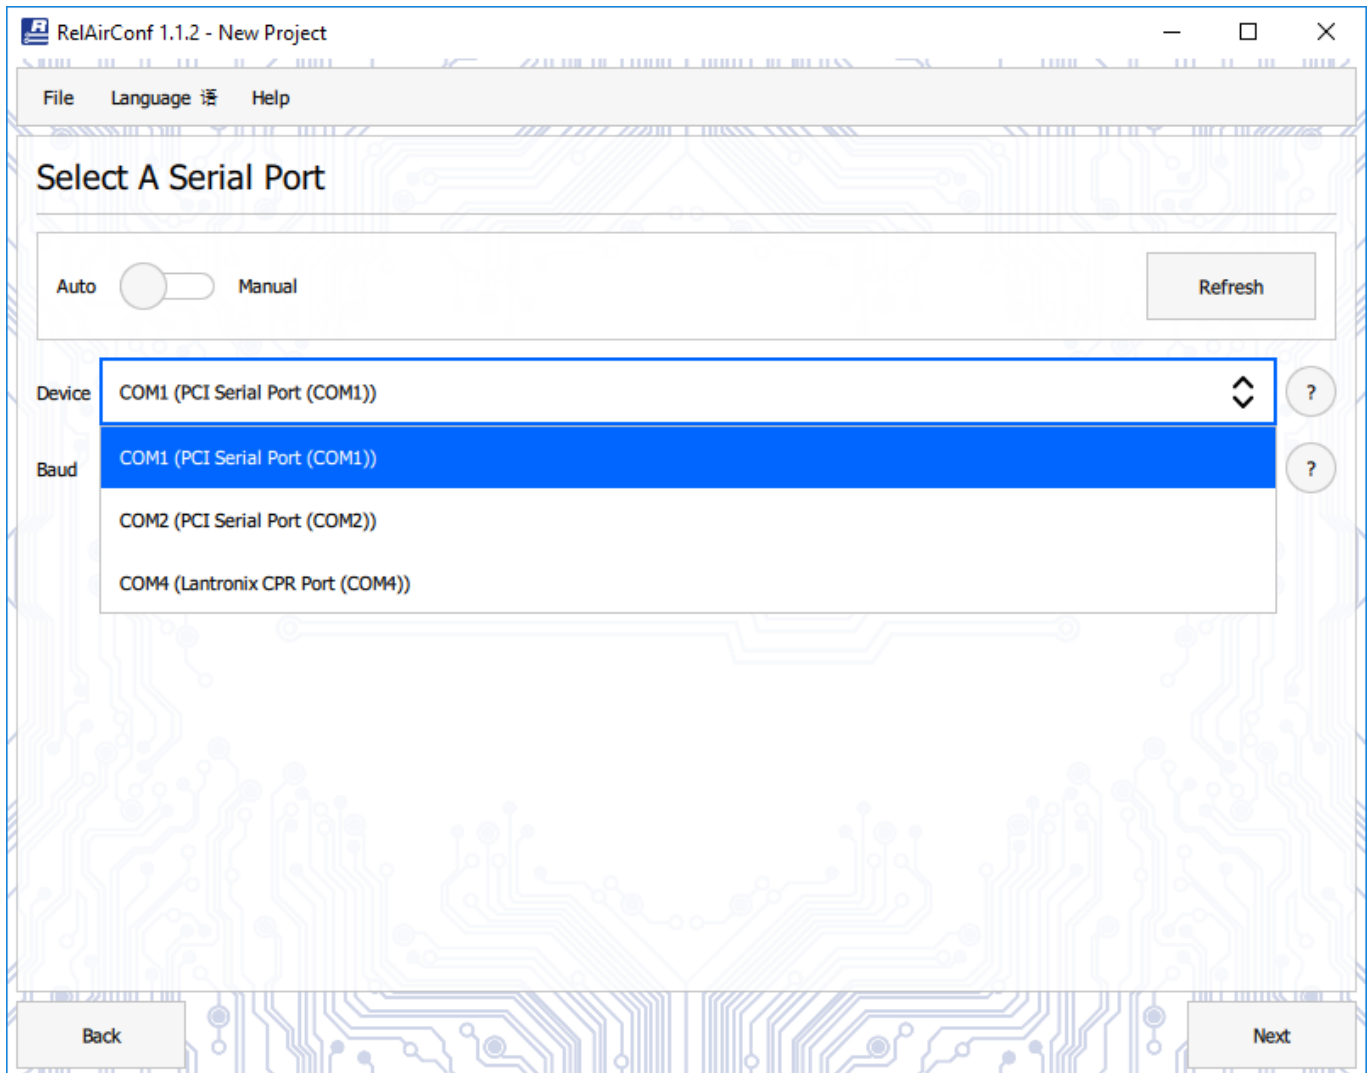 RelAirConf 1.1.2 - New Project
File Language 语 Help
Select A Serial Port
Auto Manual Refresh
Device COM1 (PCI Serial Port (COM1)) ?
Baud COM1 (PCI Serial Port (COM1)) ?
COM2 (PCI Serial Port (COM2))
COM4 (Lantronix CPR Port (COM4))
Back Next